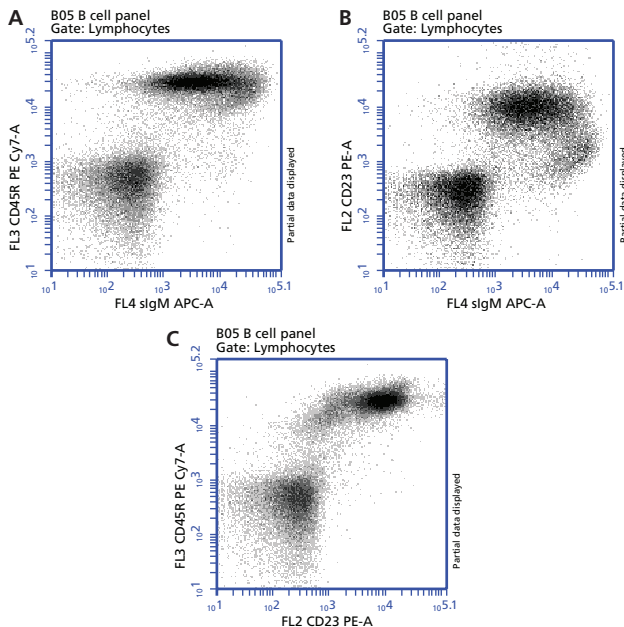 A
B05 B cell panel
Gate: Lymphocytes
10^5.2
10^4
10^3
10^2
10^1
FL3 CD45R PE Cy7-A
10^1
10^2
10^3
10^4
10^5.1
FL4 sIgM APC-A
Partial data displayed
B
B05 B cell panel
Gate: Lymphocytes
10^5.2
10^4
10^3
10^2
10^1
FL2 CD23 PE-A
10^1
10^2
10^3
10^4
10^5.1
FL4 sIgM APC-A
Partial data displayed
C
B05 B cell panel
Gate: Lymphocytes
10^5.2
10^4
10^3
10^2
10^1
FL3 CD45R PE Cy7-A
10^1
10^2
10^3
10^4
10^5.1
FL2 CD23 PE-A
Partial data displayed